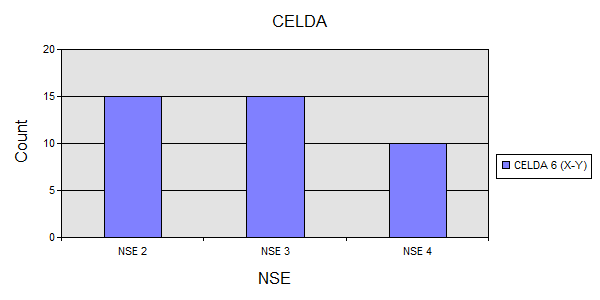 CELDA
20
15
10
5
0
Count
NSE 2 NSE 3 NSE 4
NSE
CELDA 6 (X-Y)